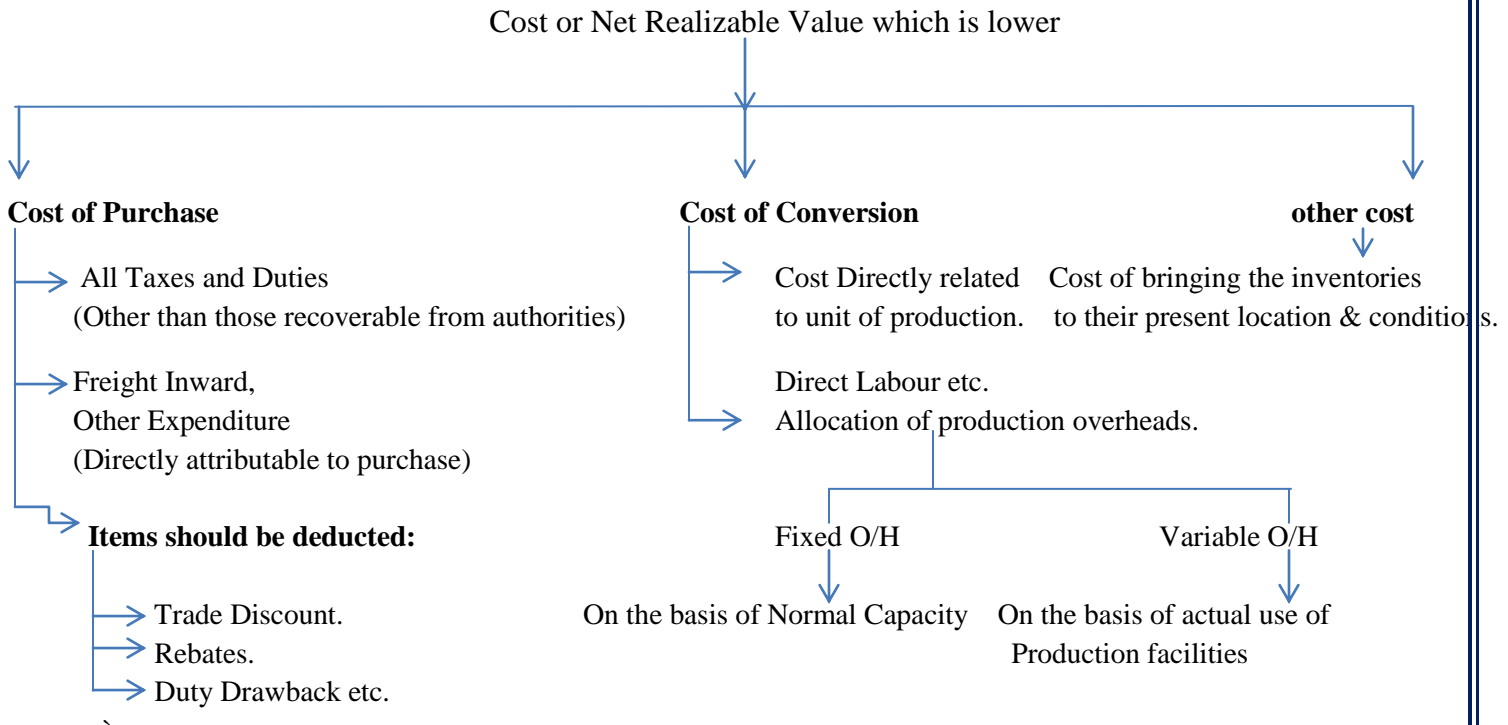 Cost or Net Realizable Value which is lower
Cost of Purchase
All Taxes and Duties
(Other than those recoverable from authorities)
Freight Inward,
Other Expenditure
(Directly attributable to purchase)
Items should be deducted:
Trade Discount.
Rebates.
Duty Drawback etc.
Cost of Conversion
Cost Directly related
to unit of production.
Direct Labour etc.
Allocation of production overheads.
Fixed O/H
On the basis of Normal Capacity
Variable O/H
On the basis of actual use of
Production facilities
other cost
Cost of bringing the inventories
to their present location & conditions.